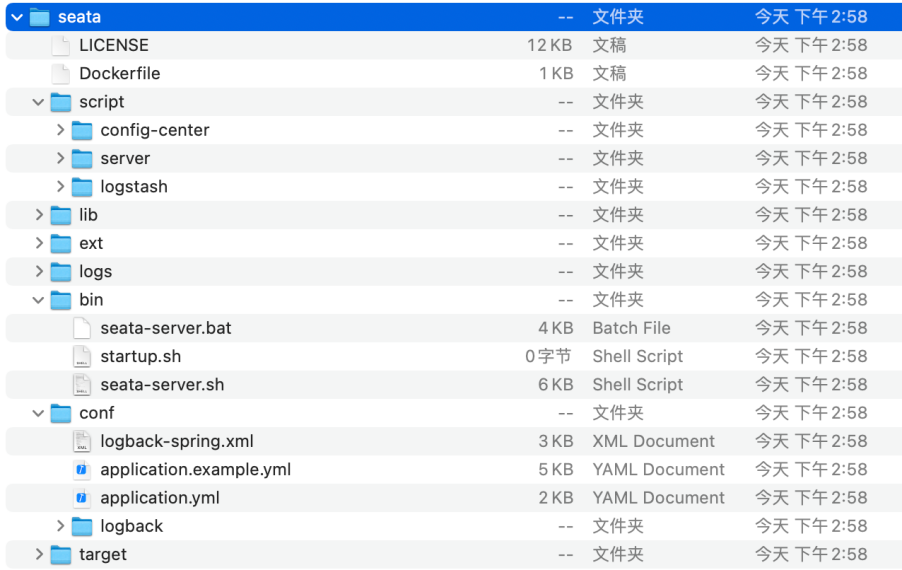 seata -- 文件夹 今天 下午2:58
LICENSE 12 KB 文稿 今天 下午2:58
Dockerfile 1 KB 文稿 今天 下午2:58
script -- 文件夹 今天 下午2:58
config-center -- 文件夹 今天 下午2:58
server -- 文件夹 今天 下午2:58
logstash -- 文件夹 今天 下午2:58
lib -- 文件夹 今天 下午2:58
ext -- 文件夹 今天 下午2:58
logs -- 文件夹 今天 下午2:58
bin -- 文件夹 今天 下午2:58
seata-server.bat 4 KB Batch File 今天 下午2:58
startup.sh 0字节 Shell Script 今天 下午2:58
seata-server.sh 6 KB Shell Script 今天 下午2:58
conf -- 文件夹 今天 下午2:58
logback-spring.xml 3 KB XML Document 今天 下午2:58
application.example.yml 5 KB YAML Document 今天 下午2:58
application.yml 2 KB YAML Document 今天 下午2:58
logback -- 文件夹 今天 下午2:58
target -- 文件夹 今天 下午2:58